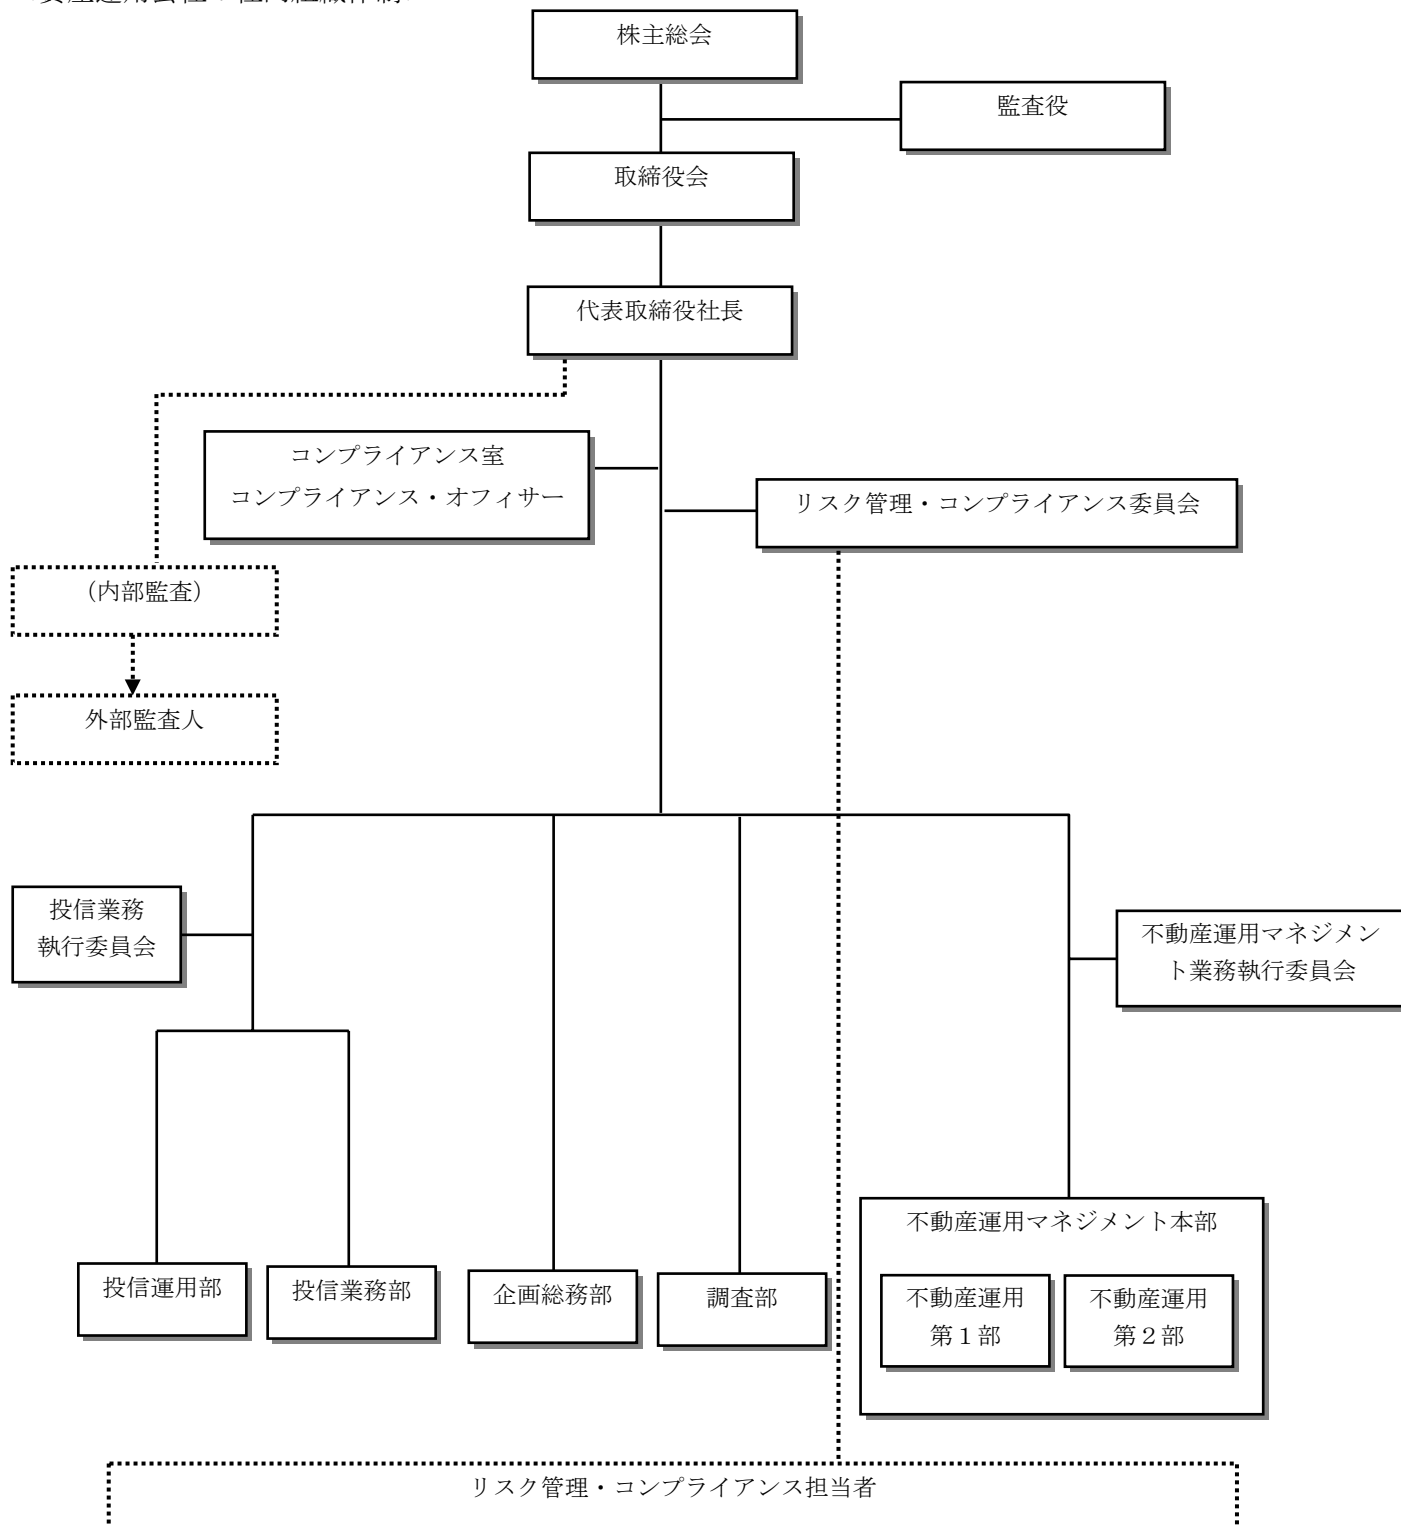 株主総会
監査役
取締役会
代表取締役社長
コンプライアンス室
コンプライアンス・オフィサー
リスク管理・コンプライアンス委員会
（内部監査）
外部監査人
投信業務
執行委員会
不動産運用マネジメン
ト業務執行委員会
不動産運用マネジメント本部
投信運用部
投信業務部
企画総務部
調査部
不動産運用
第１部
不動産運用
第２部
リスク管理・コンプライアンス担当者